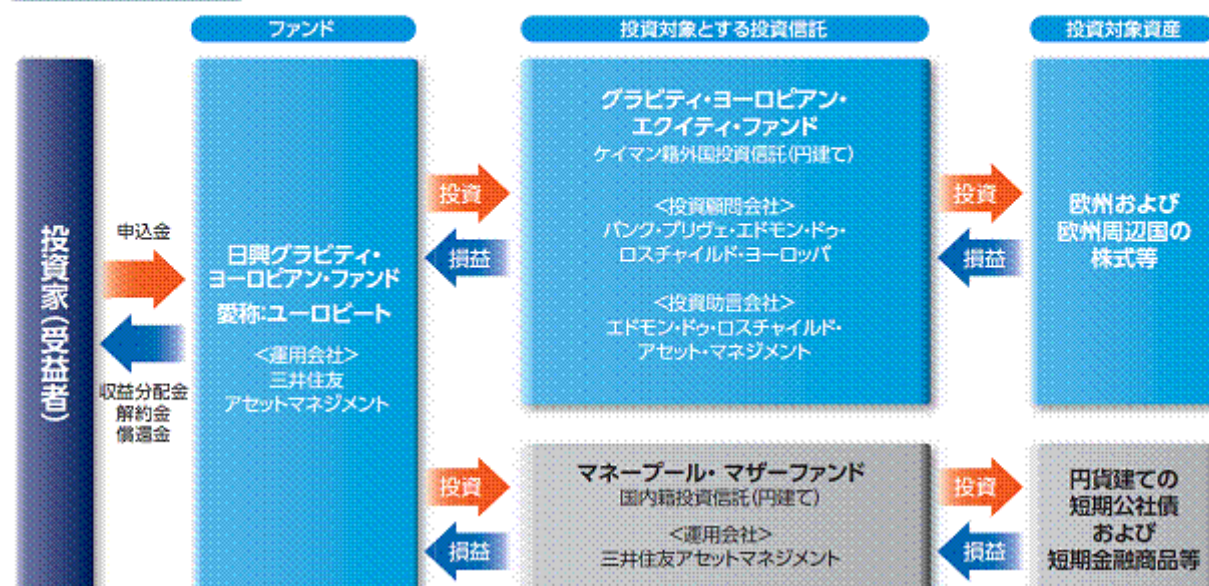 ファンド
投資対象とする投資信託
投資対象資産
投資家(受益者)
申込金
収益分配金
解約金
償還金
日興グラビティ・
ヨーロピアン・ファンド
愛称:ユーロビート
<運用会社>
三井住友
アセットマネジメント
投資
損益
グラビティ・ヨーロピアン・
エクイティ・ファンド
ケイマン籍外国投資信託(円建て)
<投資顧問会社>
バンク・プリヴェ・エドモン・ドゥ・
ロスチャイルド・ヨーロッパ
<投資助言会社>
エドモン・ドゥ・ロスチャイルド・
アセット・マネジメント
投資
損益
欧州および
欧州周辺国の
株式等
投資
損益
マネープール・マザーファンド
国内籍投資信託(円建て)
<運用会社>
三井住友アセットマネジメント
投資
損益
円貨建ての
短期公社債
および
短期金融商品等